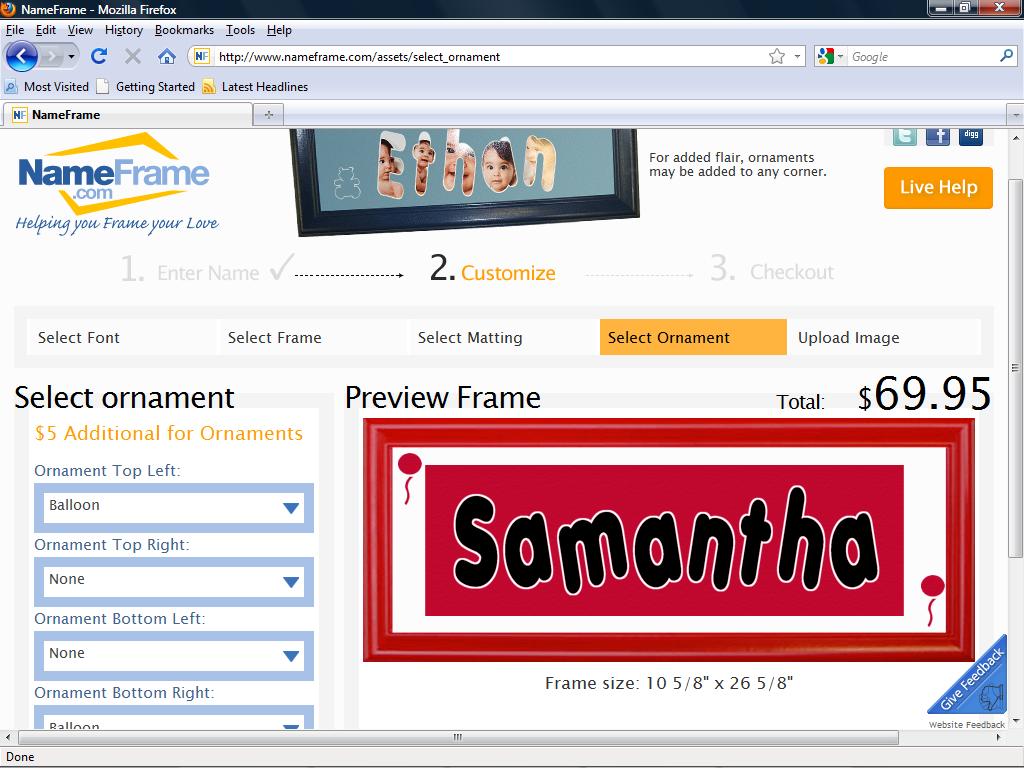 NameFrame - Mozilla Firefox
File Edit View History Bookmarks Tools Help
NF http://www.nameframe.com/assets/select_ornament
Google
Most Visited Getting Started Latest Headlines
NF NameFrame
NameFrame
.com
Helping you Frame your Love
Ethan
For added flair, ornaments
may be added to any corner.
t f digg
Live Help
1. Enter Name 2. Customize 3. Checkout
Select Font Select Frame Select Matting Select Ornament Upload Image
Select ornament
$5 Additional for Ornaments
Ornament Top Left:
Balloon
Ornament Top Right:
None
Ornament Bottom Left:
None
Ornament Bottom Right:
Balloon
Preview Frame
Total: $69.95
Samantha
Frame size: 10 5/8" x 26 5/8"
Give Feedback
Website Feedback
Done